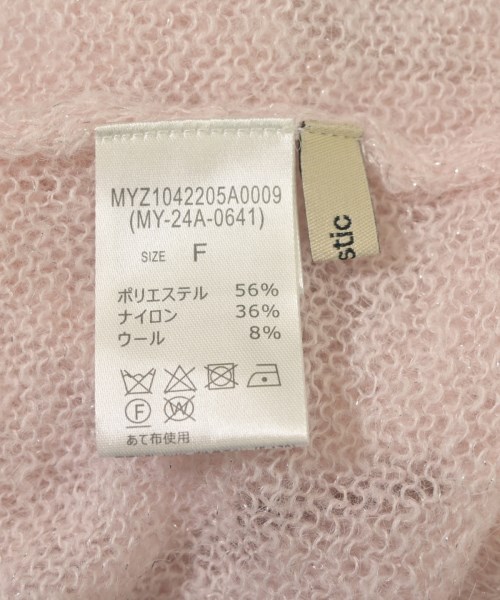 MYZ1042205A0009
(MY-24A-0641)
SIZE F
ポリエステル 56%
ナイロン 36%
ウール 8%
F
W
あて布使用
stic